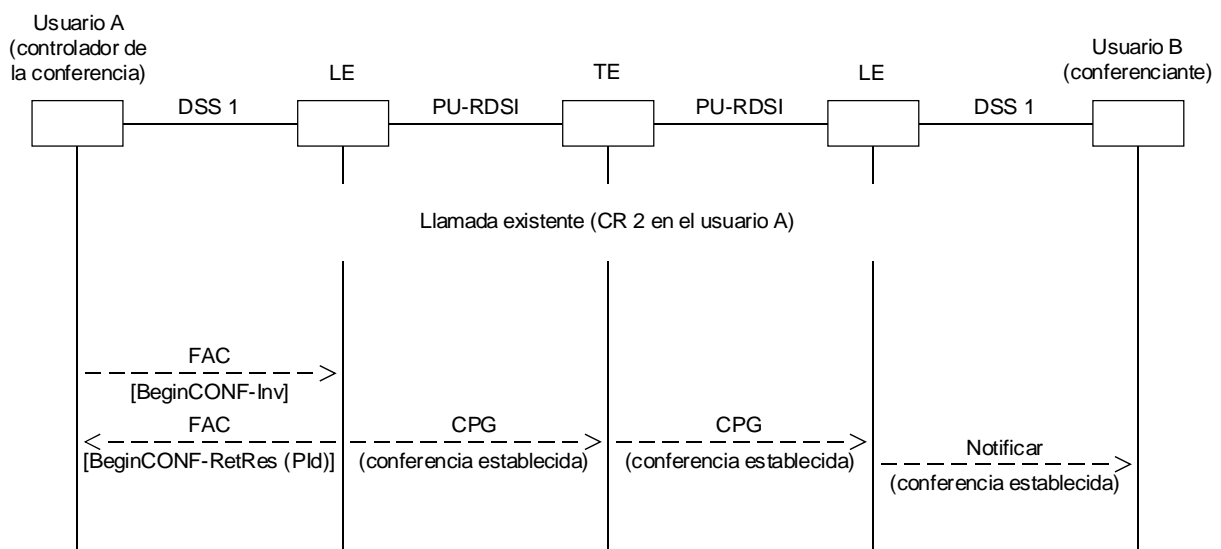 Usuario A
(controlador de
la conferencia)
LE
TE
LE
Usuario B
(conferenciante)
DSS 1
PU-RDSI
PU-RDSI
DSS 1
Llamada existente (CR 2 en el usuario A)
FAC
[BeginCONF-Inv]
FAC
[BeginCONF-RetRes (PId)]
CPG
(conferencia establecida)
CPG
(conferencia establecida)
Notificar
(conferencia establecida)